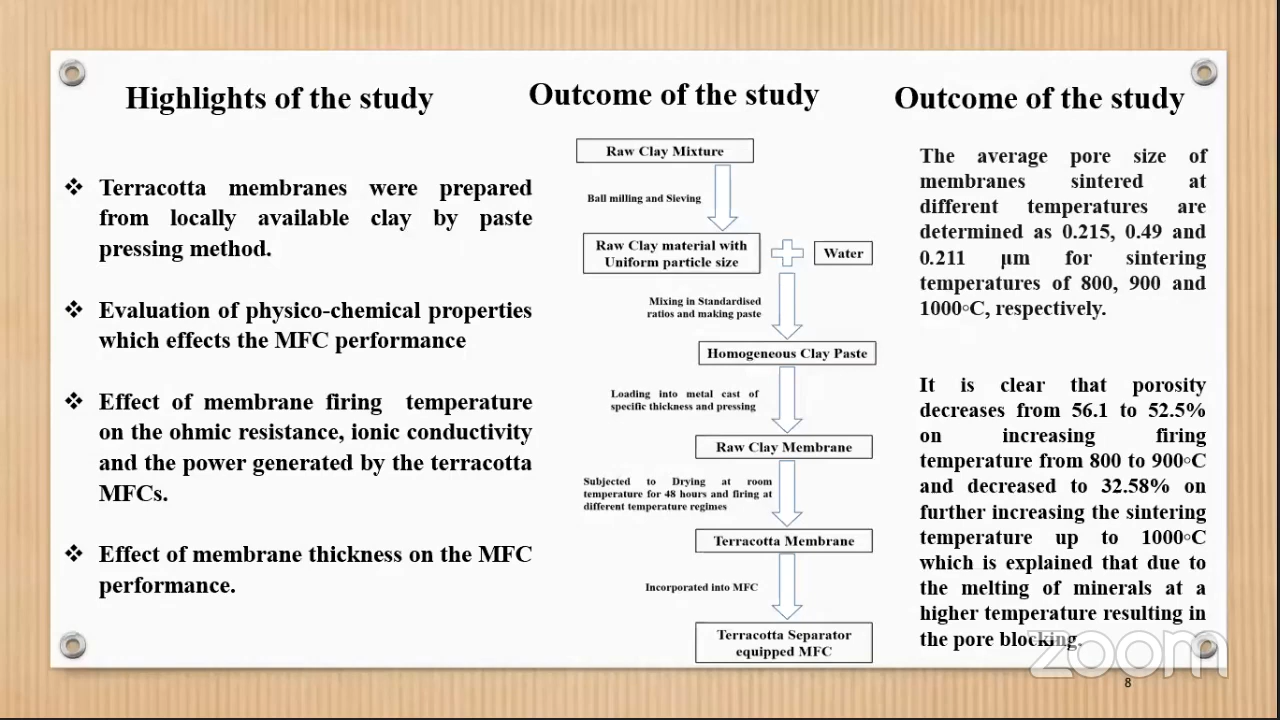 Highlights of the study
❖ Terracotta membranes were prepared
from locally available clay by paste
pressing method.
❖ Evaluation of physico-chemical properties
which effects the MFC performance
❖ Effect of membrane firing temperature
on the ohmic resistance, ionic conductivity
and the power generated by the terracotta
MFCs.
❖ Effect of membrane thickness on the MFC
performance.
Outcome of the study
Raw Clay Mixture
Ball milling and Sieving
Raw Clay material with
Uniform particle size
Water
Mixing in Standardised
ratios and making paste
Homogeneous Clay Paste
Loading into metal cast of
specific thickness and pressing
Raw Clay Membrane
Subjected to Drying at room
temperature for 48 hours and firing at
different temperature regimes
Terracotta Membrane
Incorporated into MFC
Terracotta Separator
equipped MFC
Outcome of the study
The average pore size of
membranes sintered at
different temperatures are
determined as 0.215, 0.49 and
0.211 μm for sintering
temperatures of 800, 900 and
1000◦C, respectively.
It is clear that porosity
decreases from 56.1 to 52.5%
on increasing firing
temperature from 800 to 900◦C
and decreased to 32.58% on
further increasing the sintering
temperature up to 1000◦C
which is explained that due to
the melting of minerals at a
higher temperature resulting in
the pore blocking.
zoom
8